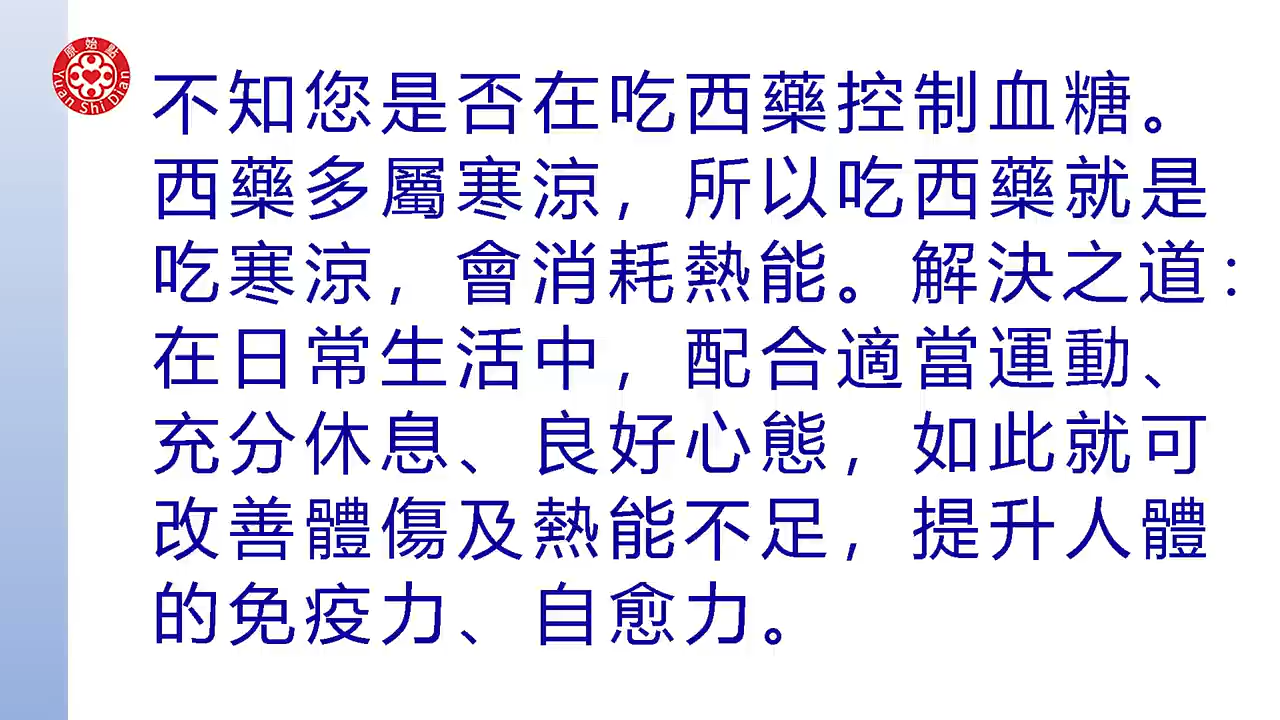 原始點
Yuan Shi Dian
不知您是否在吃西藥控制血糖。
西藥多屬寒涼，所以吃西藥就是
吃寒涼，會消耗熱能。解決之道：
在日常生活中，配合適當運動、
充分休息、良好心態，如此就可
改善體傷及熱能不足，提升人體
的免疫力、自愈力。